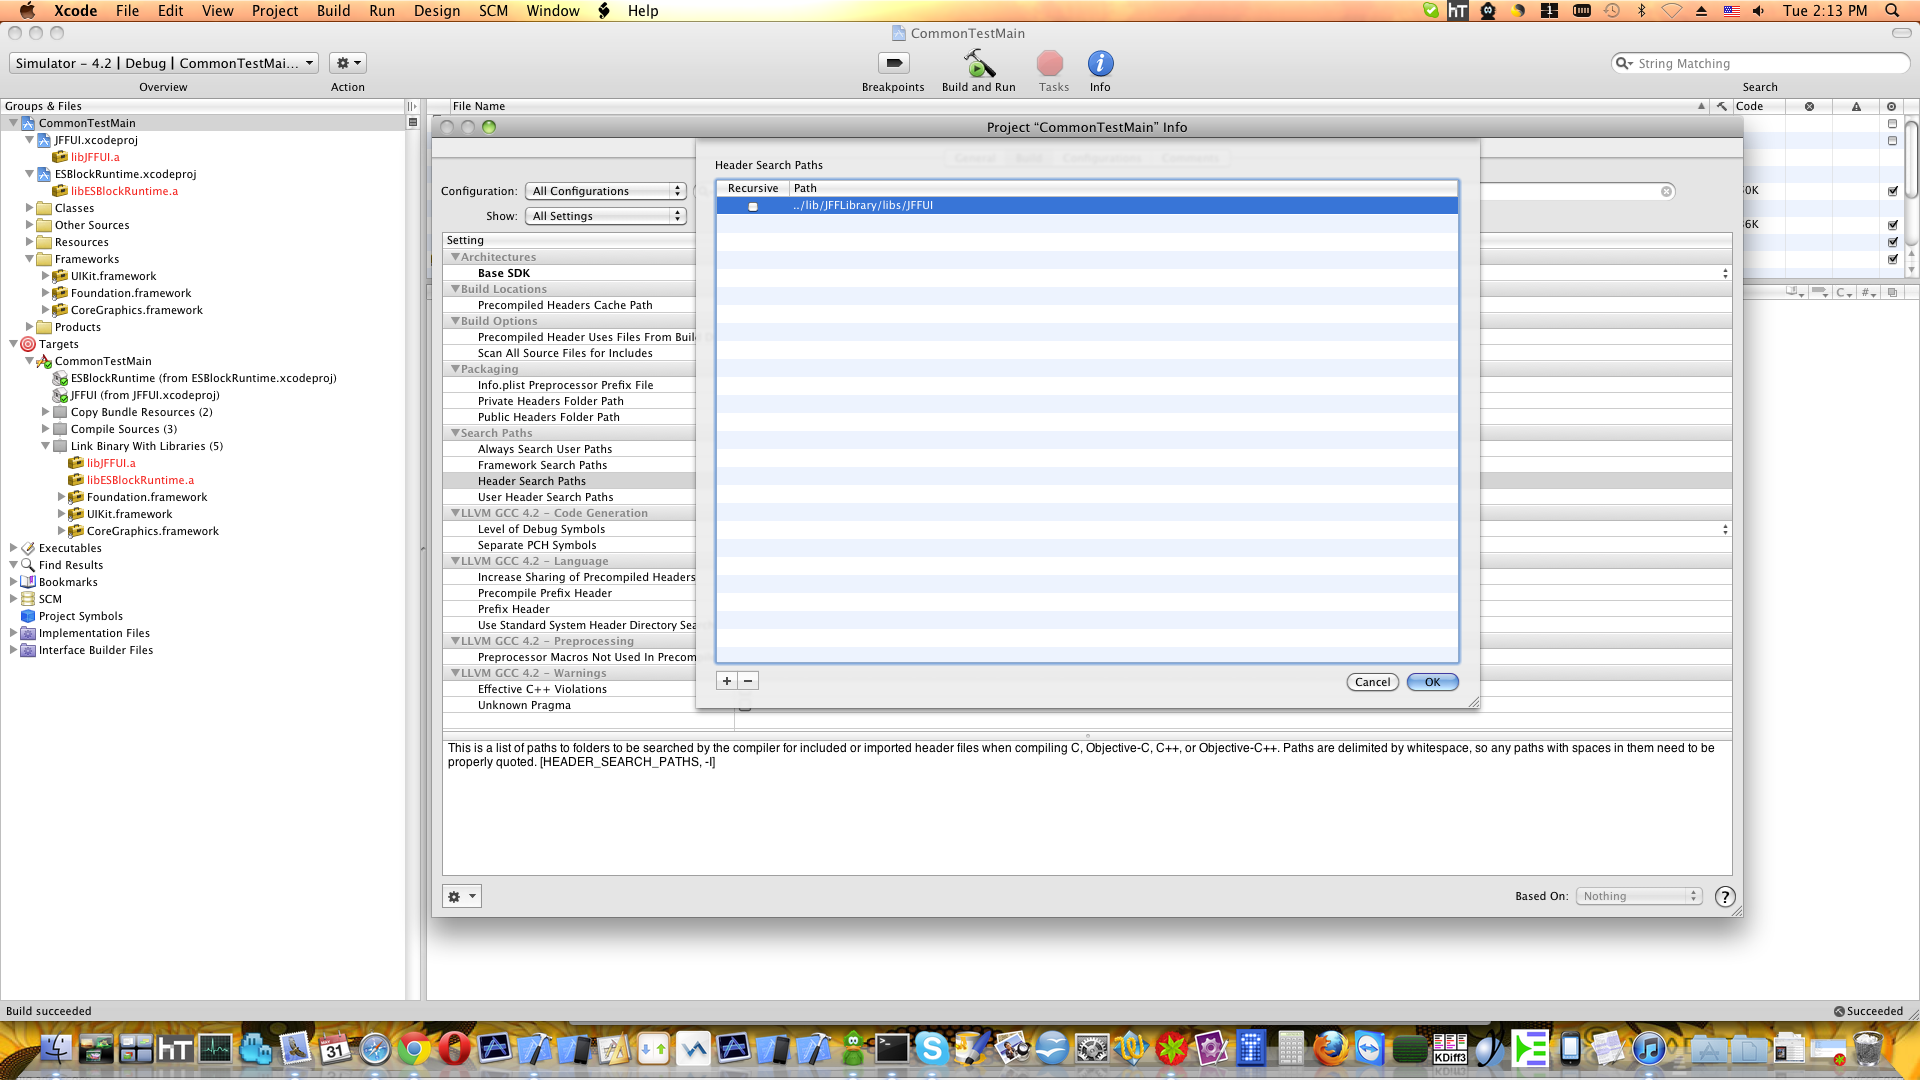 Xcode File Edit View Project Build Run Design SCM Window Help
Tue 2:13 PM
CommonTestMain
Simulator - 4.2 | Debug | CommonTestMai...
String Matching
Overview Action Breakpoints Build and Run Tasks Info Search
Groups & Files
File Name Code
CommonTestMain
JFFUI.xcodeproj
libJFFUI.a
ESBlockRuntime.xcodeproj
libESBlockRuntime.a
Classes
Other Sources
Resources
Frameworks
UIKit.framework
Foundation.framework
CoreGraphics.framework
Products
Targets
CommonTestMain
ESBlockRuntime (from ESBlockRuntime.xcodeproj)
JFFUI (from JFFUI.xcodeproj)
Copy Bundle Resources (2)
Compile Sources (3)
Link Binary With Libraries (5)
libJFFUI.a
libESBlockRuntime.a
Foundation.framework
UIKit.framework
CoreGraphics.framework
Executables
Find Results
Bookmarks
SCM
Project Symbols
Implementation Files
Interface Builder Files
Project “CommonTestMain” Info
General Build Configurations Comments
Configuration: All Configurations
Show: All Settings
Setting
Architectures
Base SDK
Build Locations
Precompiled Headers Cache Path
Build Options
Precompiled Header Uses Files From Buil
Scan All Source Files for Includes
Packaging
Info.plist Preprocessor Prefix File
Private Headers Folder Path
Public Headers Folder Path
Search Paths
Always Search User Paths
Framework Search Paths
Header Search Paths
User Header Search Paths
LLVM GCC 4.2 - Code Generation
Level of Debug Symbols
Separate PCH Symbols
LLVM GCC 4.2 - Language
Increase Sharing of Precompiled Headers
Precompile Prefix Header
Prefix Header
Use Standard System Header Directory Sea
LLVM GCC 4.2 - Preprocessing
Preprocessor Macros Not Used In Precom
LLVM GCC 4.2 - Warnings
Effective C++ Violations
Unknown Pragma
Header Search Paths
Recursive Path
../lib/JFFLibrary/libs/JFFUI
+ −
Cancel OK
0K
6K
This is a list of paths to folders to be searched by the compiler for included or imported header files when compiling C, Objective-C, C++, or Objective-C++. Paths are delimited by whitespace, so any paths with spaces in them need to be
properly quoted. [HEADER_SEARCH_PATHS, -I]
Based On: Nothing
?
Build succeeded
Succeeded
hT
31
KDiff3